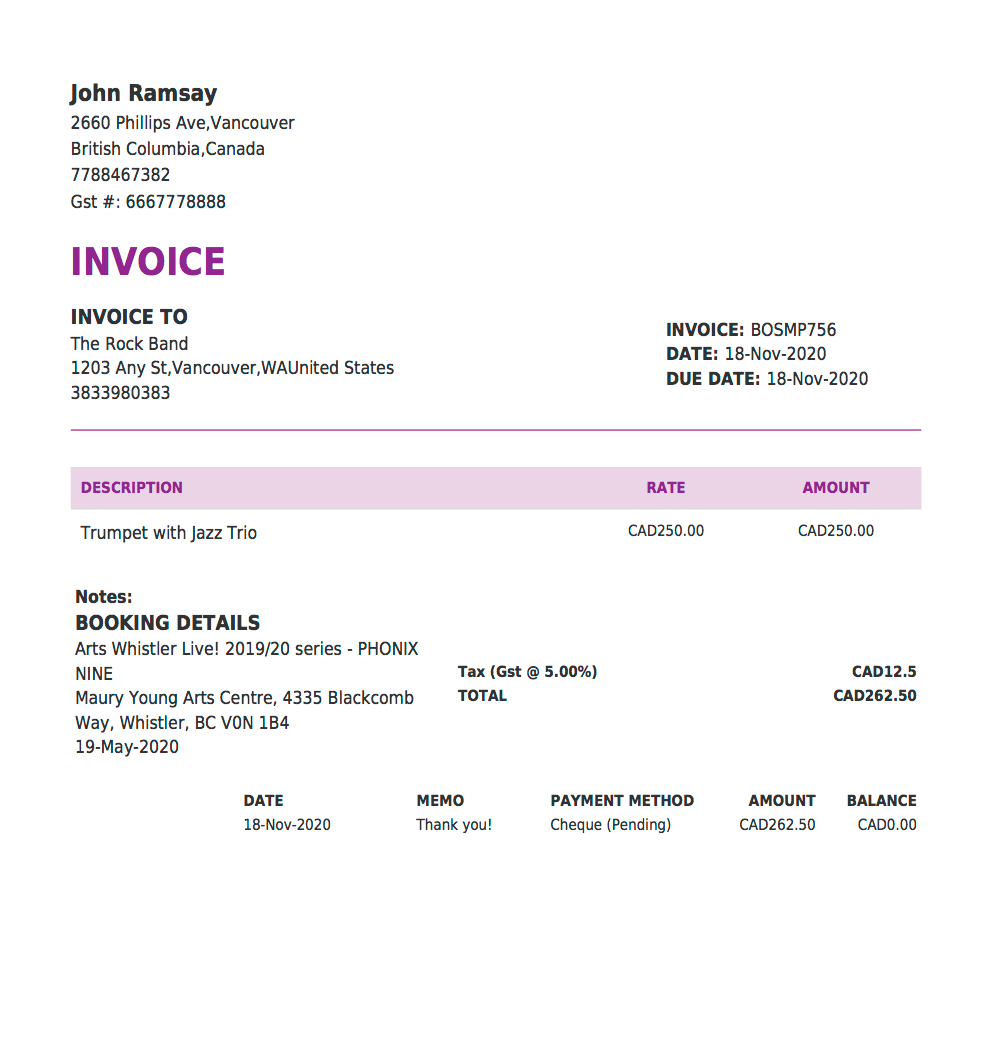 John Ramsay
2660 Phillips Ave,Vancouver
British Columbia,Canada
7788467382
Gst #: 6667778888
INVOICE
INVOICE TO
The Rock Band
1203 Any St,Vancouver,WAUnited States
3833980383
INVOICE: BOSMP756
DATE: 18-Nov-2020
DUE DATE: 18-Nov-2020
DESCRIPTION RATE AMOUNT
Trumpet with Jazz Trio CAD250.00 CAD250.00
Notes:
BOOKING DETAILS
Arts Whistler Live! 2019/20 series - PHONIX
NINE
Maury Young Arts Centre, 4335 Blackcomb
Way, Whistler, BC V0N 1B4
19-May-2020
Tax (Gst @ 5.00%) CAD12.5
TOTAL CAD262.50
DATE MEMO PAYMENT METHOD AMOUNT BALANCE
18-Nov-2020 Thank you! Cheque (Pending) CAD262.50 CAD0.00